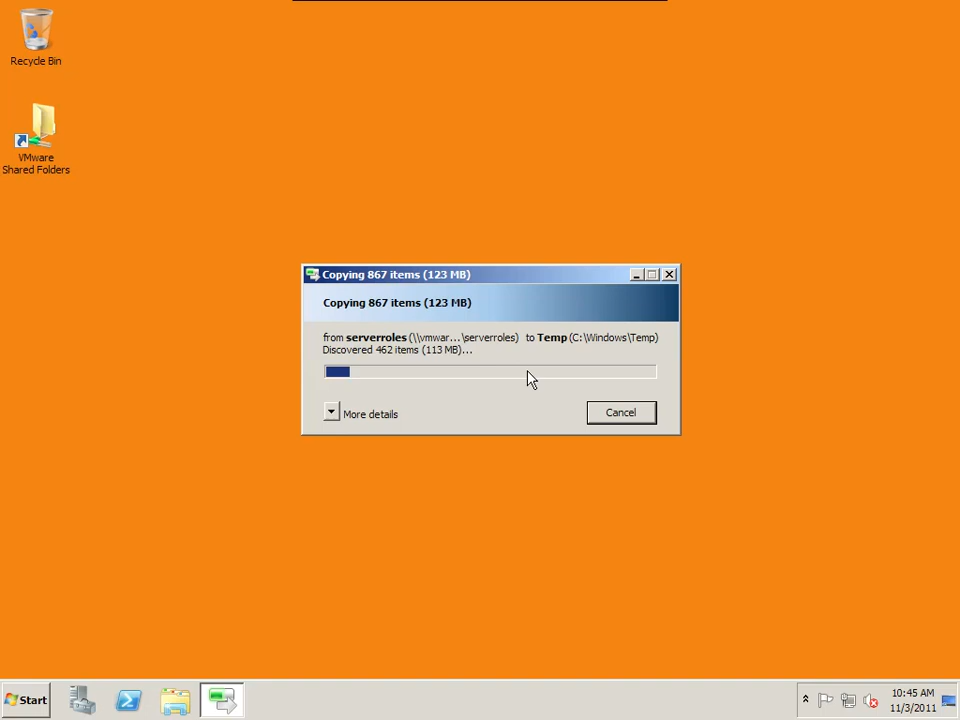 Recycle Bin
VMware
Shared Folders
Copying 867 items (123 MB)
Copying 867 items (123 MB)
from serverroles (\\vmwar...\serverroles) to Temp (C:\Windows\Temp)
Discovered 462 items (113 MB)...
More details
Cancel
Start
10:45 AM
11/3/2011